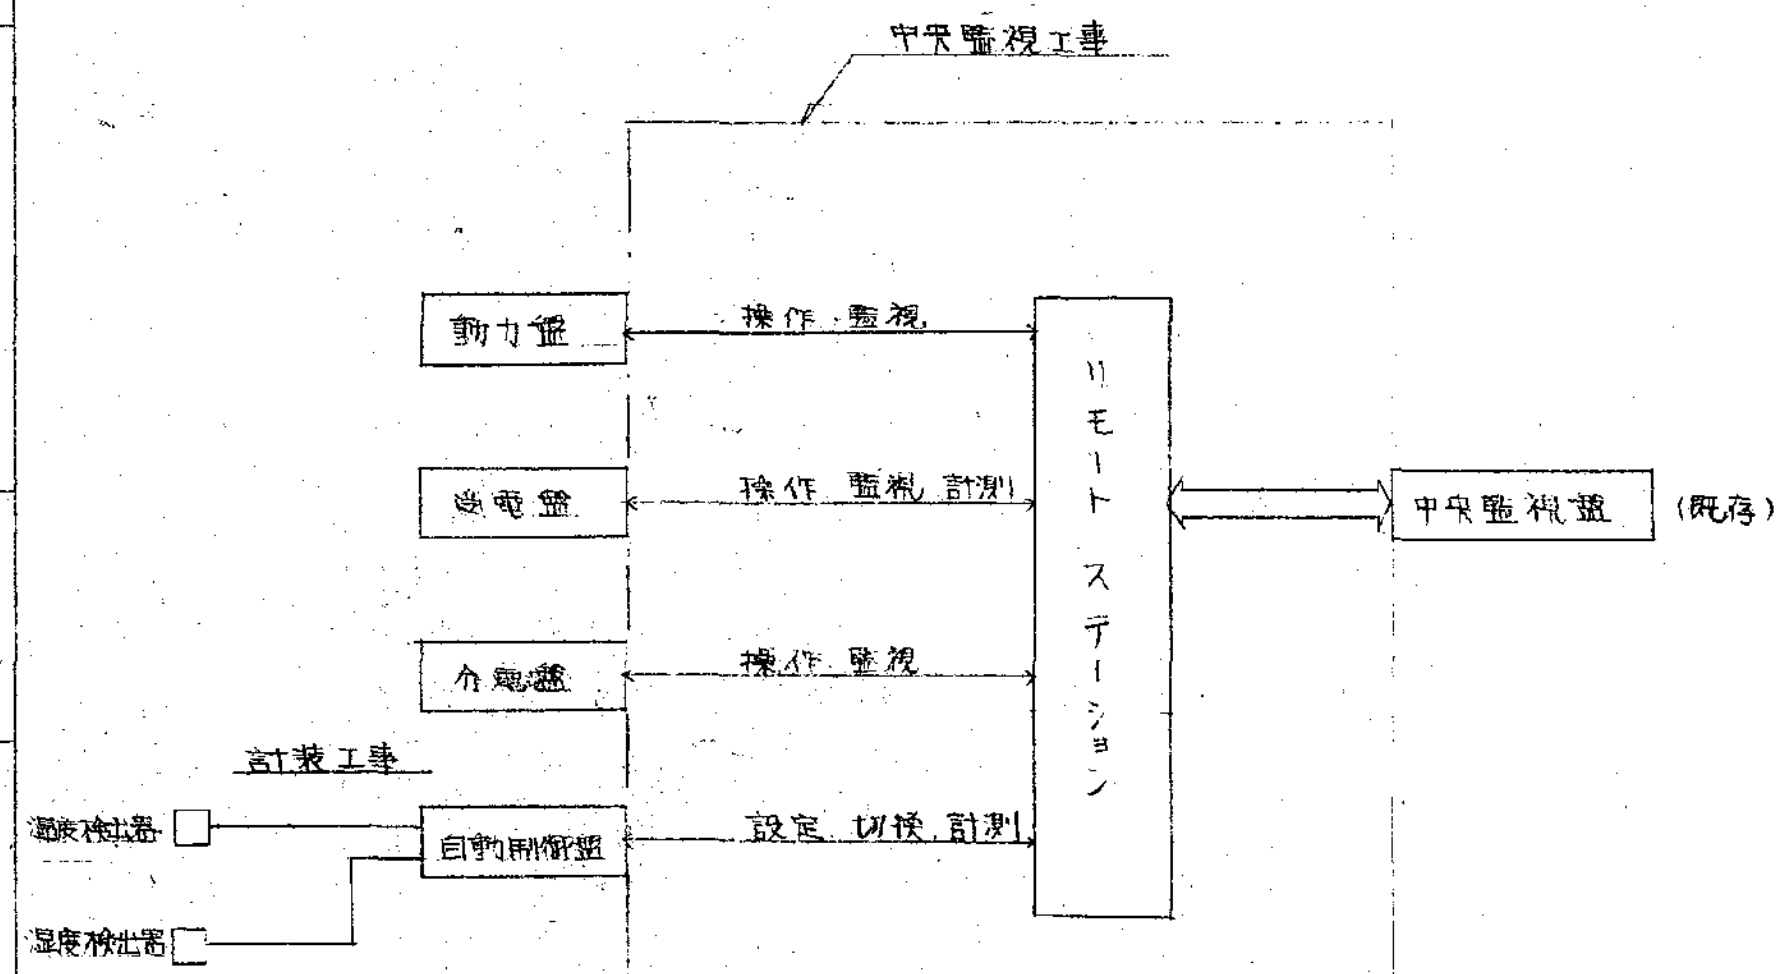 中央監視工事
動力盤
操作.監視
リモート ステーション
受電盤
操作 監視 計測
中央監視盤
(既存)
介電盤
操作.監視
計装工事
温度検出器
自動制御盤
設定 切換.計測
湿度検出器